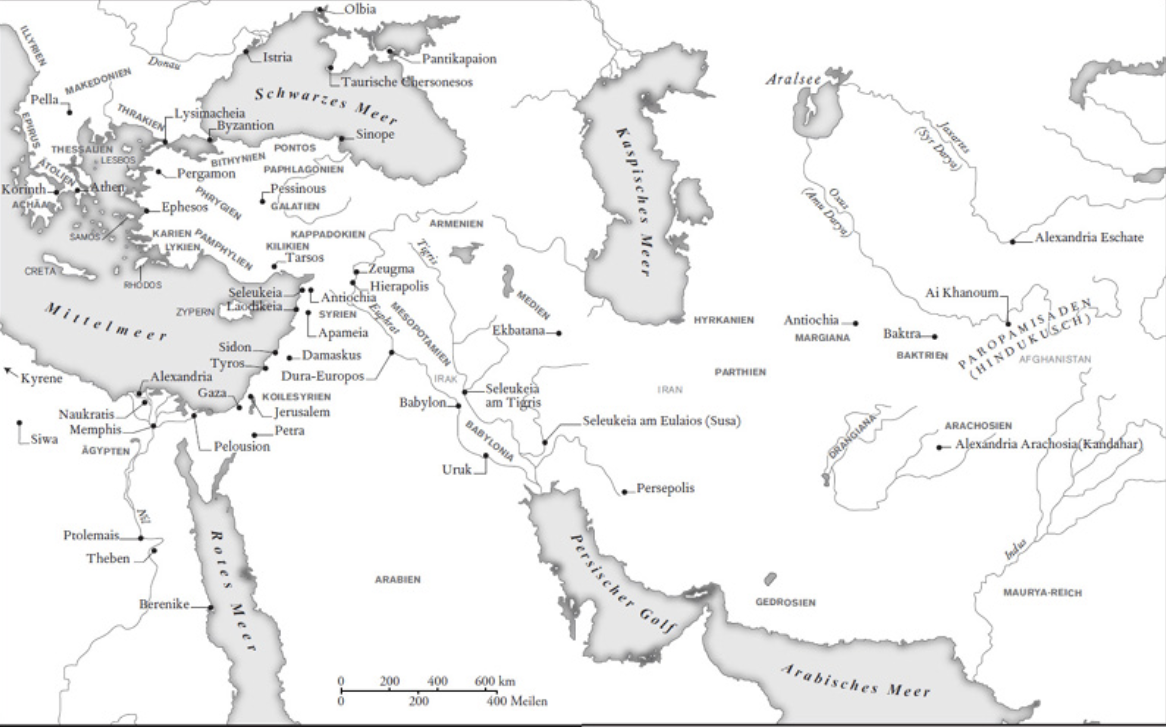 Olbia
ILLYRIEN
Istria
Pantikapaion
Donau
Taurische Chersonesos
MAKEDONIEN
Aralsee
Schwarzes Meer
Pella
THRAKIEN
Lysimacheia
Byzantion
Sinope
EPIRUS
THESSALIEN
LESBOS
BITHYNIEN
PONTOS
PAPHLAGONIEN
Kaspisches Meer
Jaxartes
(Syr Darya)
ÄTOLIEN
Pergamon
Korinth
Athen
PHRYGIEN
Pessinous
GALATIEN
Oxus
(Amu Darya)
ACHÄA
Ephesos
SAMOS
KARIEN
LYKIEN
PAMPHYLIEN
KAPPADOKIEN
ARMENIEN
Alexandria Eschate
KILIKIEN
Tarsos
Tigris
CRETA
RHODOS
Zeugma
Hierapolis
Seleukeia
Antiochia
Laodikeia
ZYPERN
SYRIEN
Euphrat
MESOPOTAMIEN
MEDIEN
Ai Khanoum
Mittelmeer
Apameia
Ekbatana
HYRKANIEN
Antiochia
MARGIANA
Baktra
BAKTRIEN
PAROPAMISADEN
(HINDUKUSCH)
AFGHANISTAN
Sidon
Damaskus
Tyros
Dura-Europos
PARTHIEN
Kyrene
Alexandria
IRAK
IRAN
Gaza
KOILESYRIEN
Seleukeia
am Tigris
Naukratis
Jerusalem
Babylon
Memphis
Petra
Seleukeia am Eulaios (Susa)
Siwa
ÄGYPTEN
Pelousion
BABYLONIA
DRANGIANA
ARACHOSIEN
Alexandria Arachosia (Kandahar)
Uruk
Persepolis
Nil
Ptolemais
Theben
Rotes Meer
Persischer Golf
Indus
ARABIEN
Berenike
GEDROSIEN
MAURYA-REICH
Arabisches Meer
0 200 400 600 km
0 200 400 Meilen